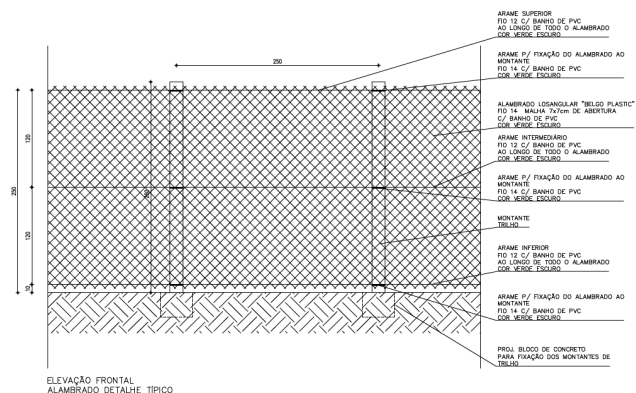 ARAME SUPERIOR
FIO 12 C/ BANHO DE PVC
AO LONGO DE TODO O ALAMBRADO
COR VERDE ESCURO
250
ARAME P/ FIXAÇÃO DO ALAMBRADO AO
MONTANTE
FIO 14 C/ BANHO DE PVC
COR VERDE ESCURO
ALAMBRADO LOSANGULAR "BELGO PLASTIC"
FIO 14 MALHA 7x7cm DE ABERTURA
C/ BANHO DE PVC
COR VERDE ESCURO
120
ARAME INTERMEDIÁRIO
FIO 12 C/ BANHO DE PVC
AO LONGO DE TODO O ALAMBRADO
COR VERDE ESCURO
250
260
ARAME P/ FIXAÇÃO DO ALAMBRADO AO
MONTANTE
FIO 14 C/ BANHO DE PVC
COR VERDE ESCURO
MONTANTE
TRILHO
120
ARAME INFERIOR
FIO 12 C/ BANHO DE PVC
AO LONGO DE TODO O ALAMBRADO
COR VERDE ESCURO
10
ARAME P/ FIXAÇÃO DO ALAMBRADO AO
MONTANTE
FIO 14 C/ BANHO DE PVC
COR VERDE ESCURO
PROJ. BLOCO DE CONCRETO
PARA FIXAÇÃO DOS MONTANTES DE
TRILHO
ELEVAÇÃO FRONTAL
ALAMBRADO DETALHE TÍPICO